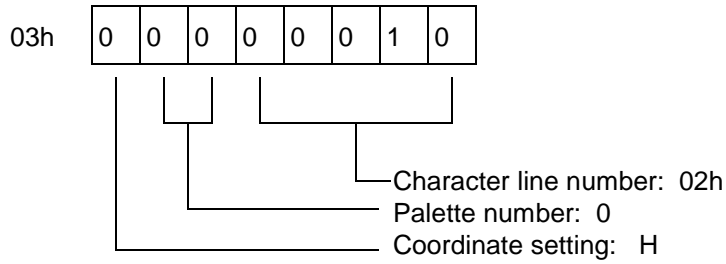 03h 0 0 0 0 0 0 1 0
Character line number: 02h
Palette number: 0
Coordinate setting: H